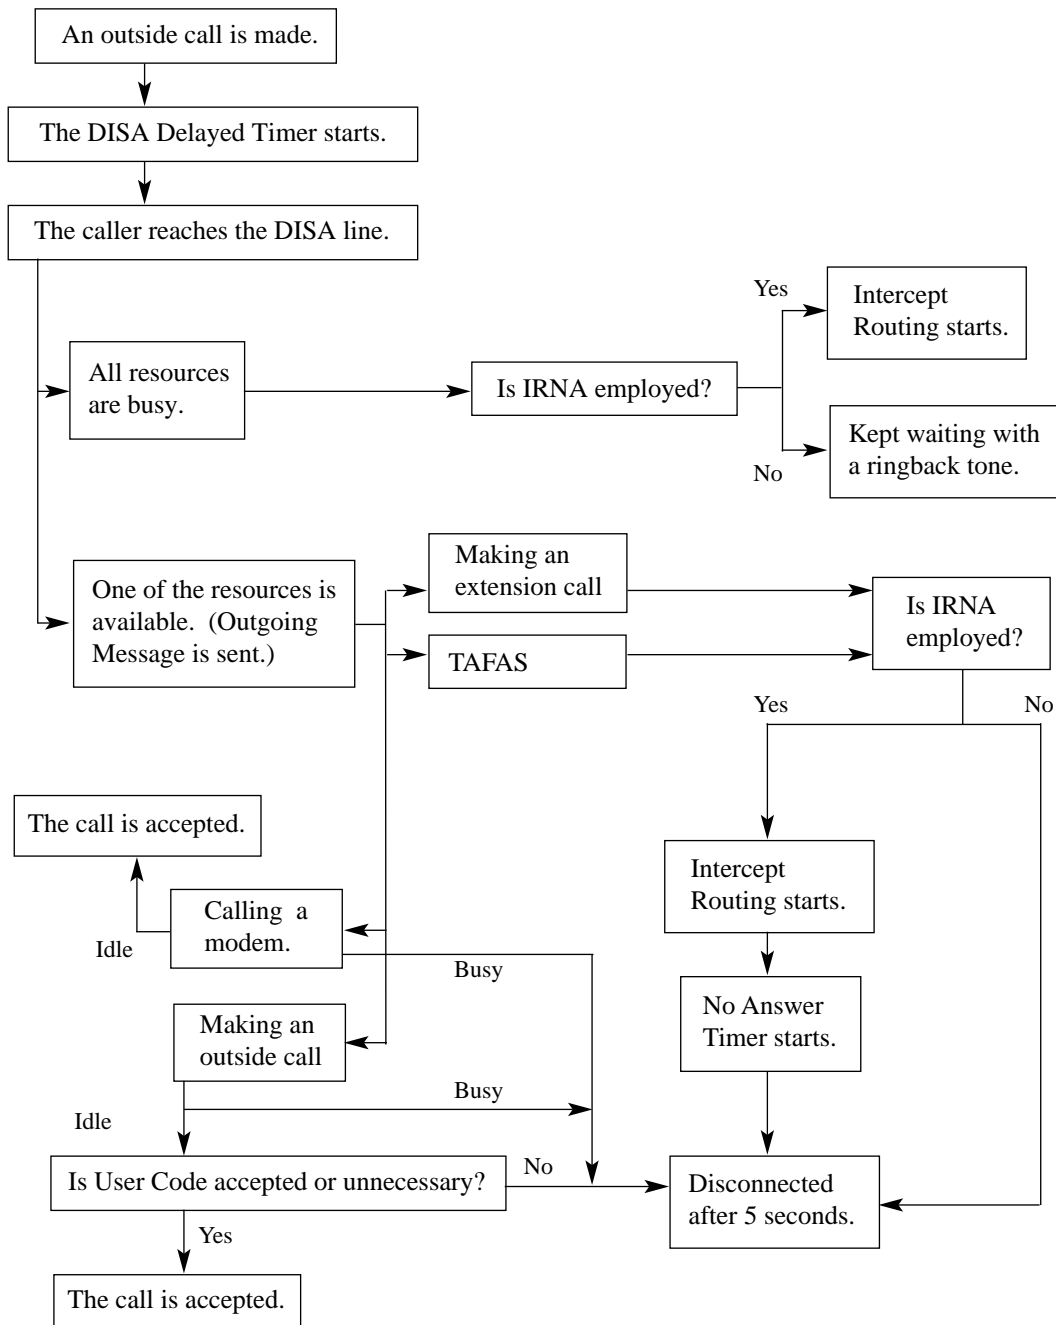 An outside call is made.
The DISA Delayed Timer starts.
The caller reaches the DISA line.
Yes
Intercept
Routing starts.
All resources
are busy.
Is IRNA employed?
No
Kept waiting with
a ringback tone.
One of the resources is
available. (Outgoing
Message is sent.)
Making an
extension call
TAFAS
Is IRNA
employed?
Yes
No
The call is accepted.
Intercept
Routing starts.
Idle
Calling a
modem.
Busy
No Answer
Timer starts.
Making an
outside call
Busy
Idle
Is User Code accepted or unnecessary?
No
Disconnected
after 5 seconds.
Yes
The call is accepted.